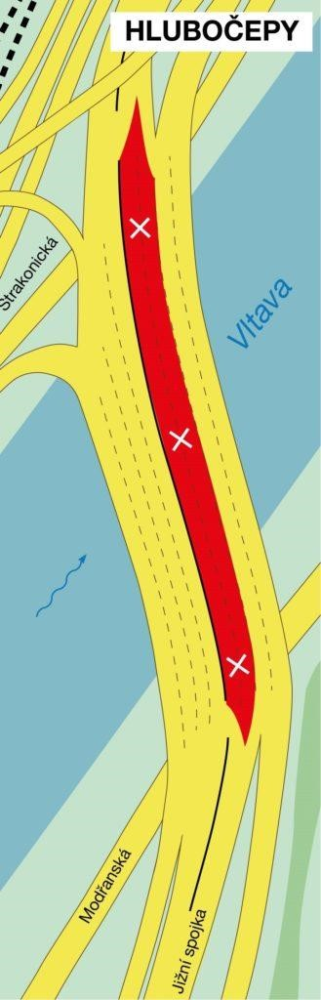 HLUBOČEPY
Strakonická
Vltava
Modřanská
Jižní spojka